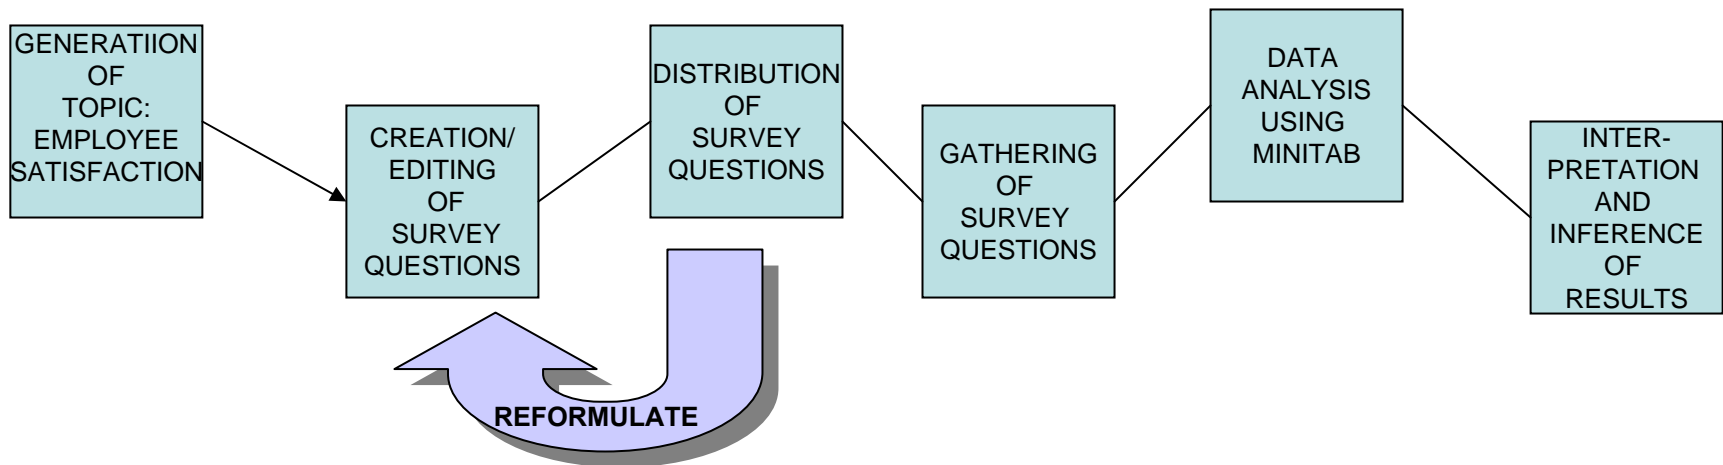 GENERATIION
OF
TOPIC:
EMPLOYEE
SATISFACTION
CREATION/
EDITING
OF
SURVEY
QUESTIONS
DISTRIBUTION
OF
SURVEY
QUESTIONS
GATHERING
OF
SURVEY
QUESTIONS
DATA
ANALYSIS
USING
MINITAB
INTER-
PRETATION
AND
INFERENCE
OF
RESULTS
REFORMULATE